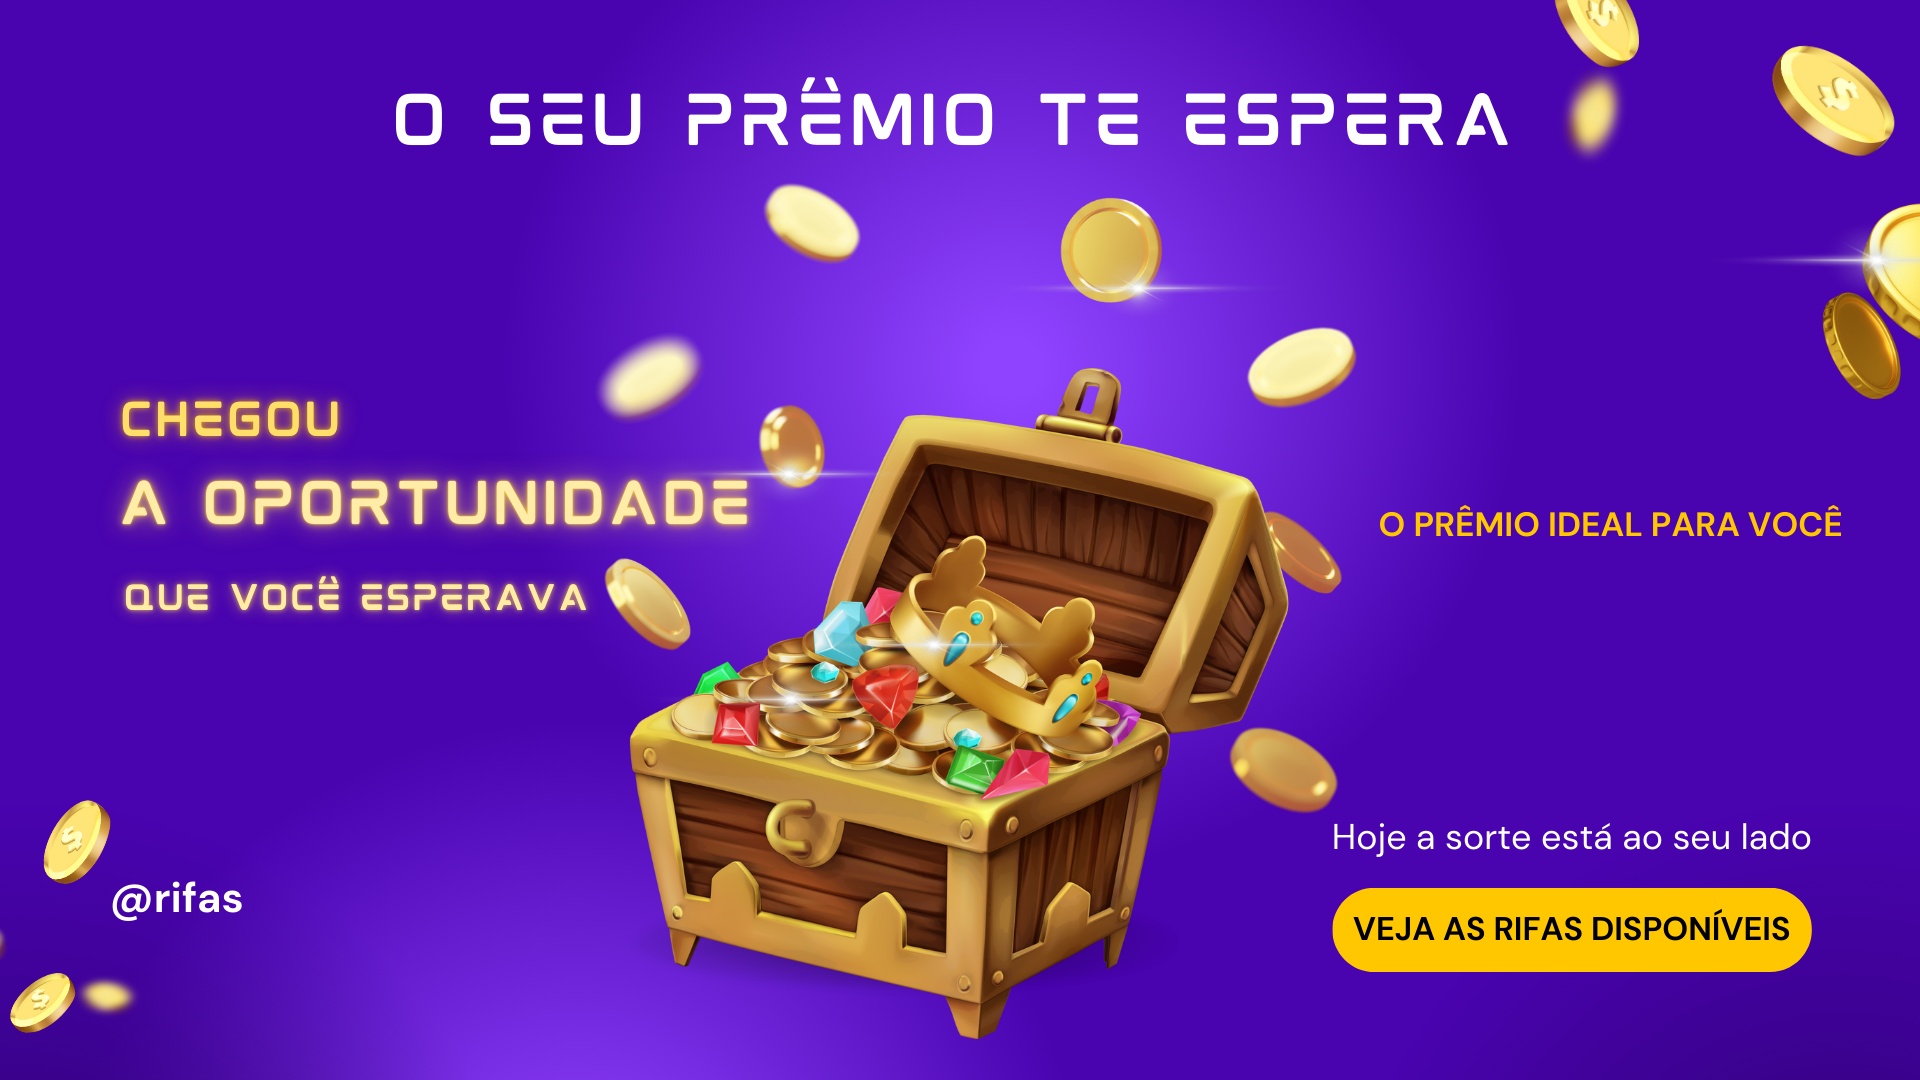 O SEU PRÊMIO TE ESPERA
CHEGOU
A OPORTUNIDADE
QUE VOCÊ ESPERAVA
O PRÊMIO IDEAL PARA VOCÊ
Hoje a sorte está ao seu lado
VEJA AS RIFAS DISPONÍVEIS
@rifas